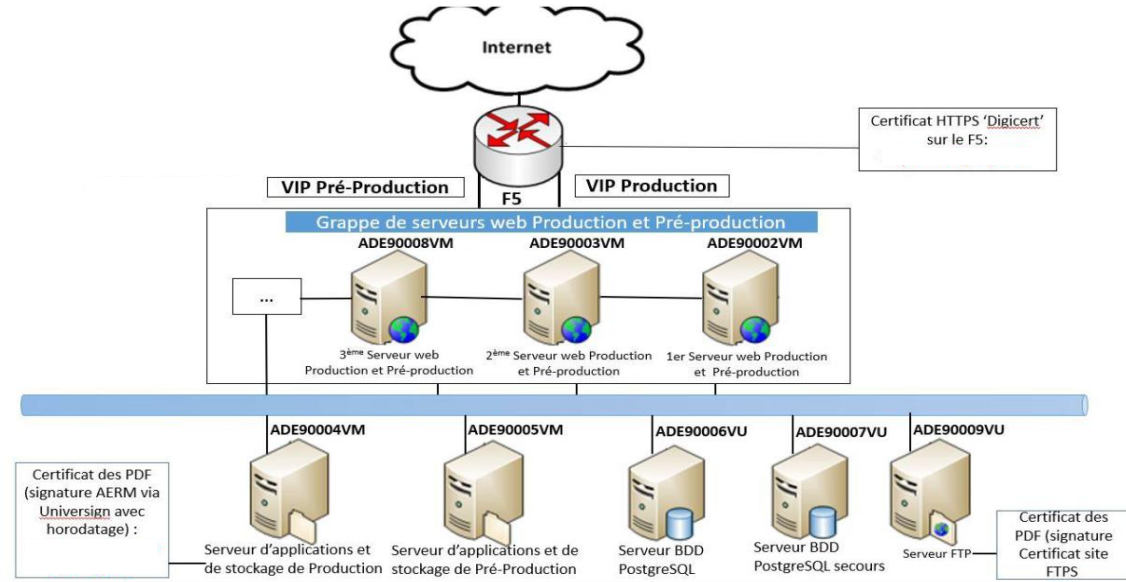 Internet
Certificat HTTPS ‘Digicert’
sur le F5:
VIP Pré-Production
VIP Production
F5
Grappe de serveurs web Production et Pré-production
ADE90008VM
ADE90003VM
ADE90002VM
...
3ème Serveur web
Production et Pré-production
2ème Serveur web Production
et Pré-production
1er Serveur web Production
et Pré-production
ADE90004VM
ADE90005VM
ADE90006VU
ADE90007VU
ADE90009VU
Certificat des PDF
(signature AERM via
Universign avec
horodatage) :
Serveur d’applications et
de stockage de Production
Serveur d’applications et de
stockage de Pré-Production
Serveur BDD
PostgreSQL
Serveur BDD
PostgreSQL secours
Serveur FTP
Certificat des
PDF (signature
Certificat site
FTPS